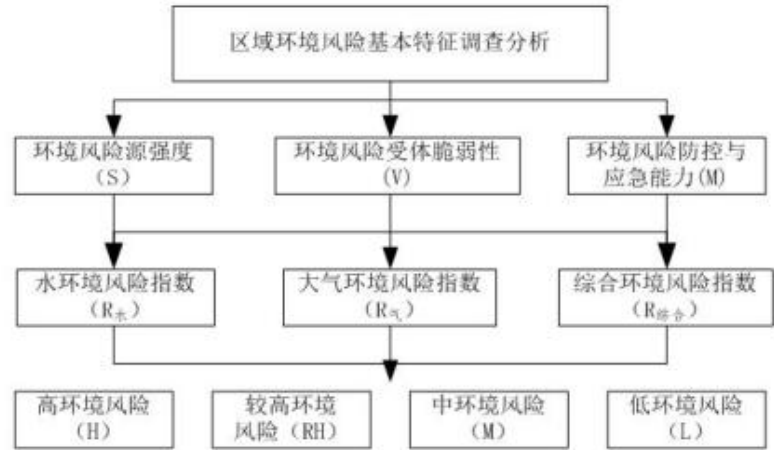 区域环境风险基本特征调查分析
环境风险源强度
（S）
环境风险受体脆弱性
(V)
环境风险防控与
应急能力(M)
水环境风险指数
（R水）
大气环境风险指数
（R气）
综合环境风险指数
（R综合）
高环境风险
（H）
较高环境
风险（RH）
中环境风险
（M）
低环境风险
（L）